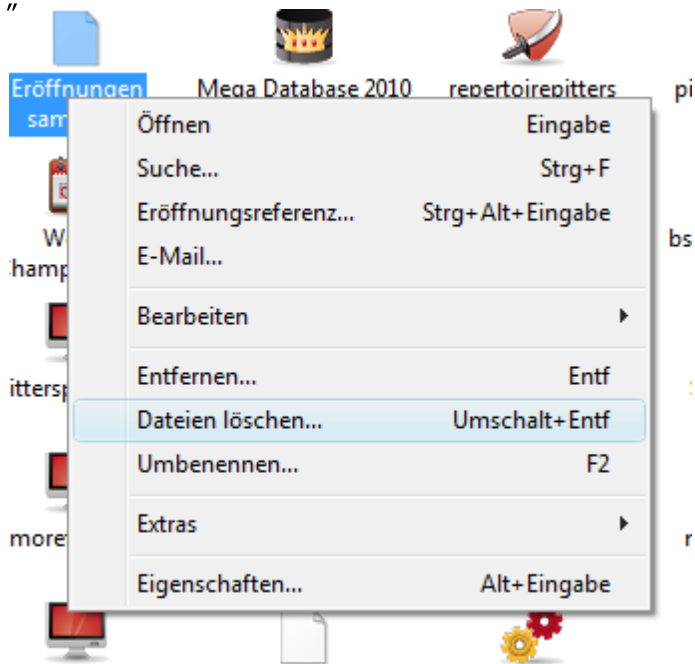 "
Eröffnungen Mega Database 2010 repertoirepitters
Öffnen Eingabe
Suche... Strg+F
Eröffnungsreferenz... Strg+Alt+Eingabe
E-Mail...
Bearbeiten
Entfernen... Entf
Dateien löschen... Umschalt+Entf
Umbenennen... F2
Extras
Eigenschaften... Alt+Eingabe